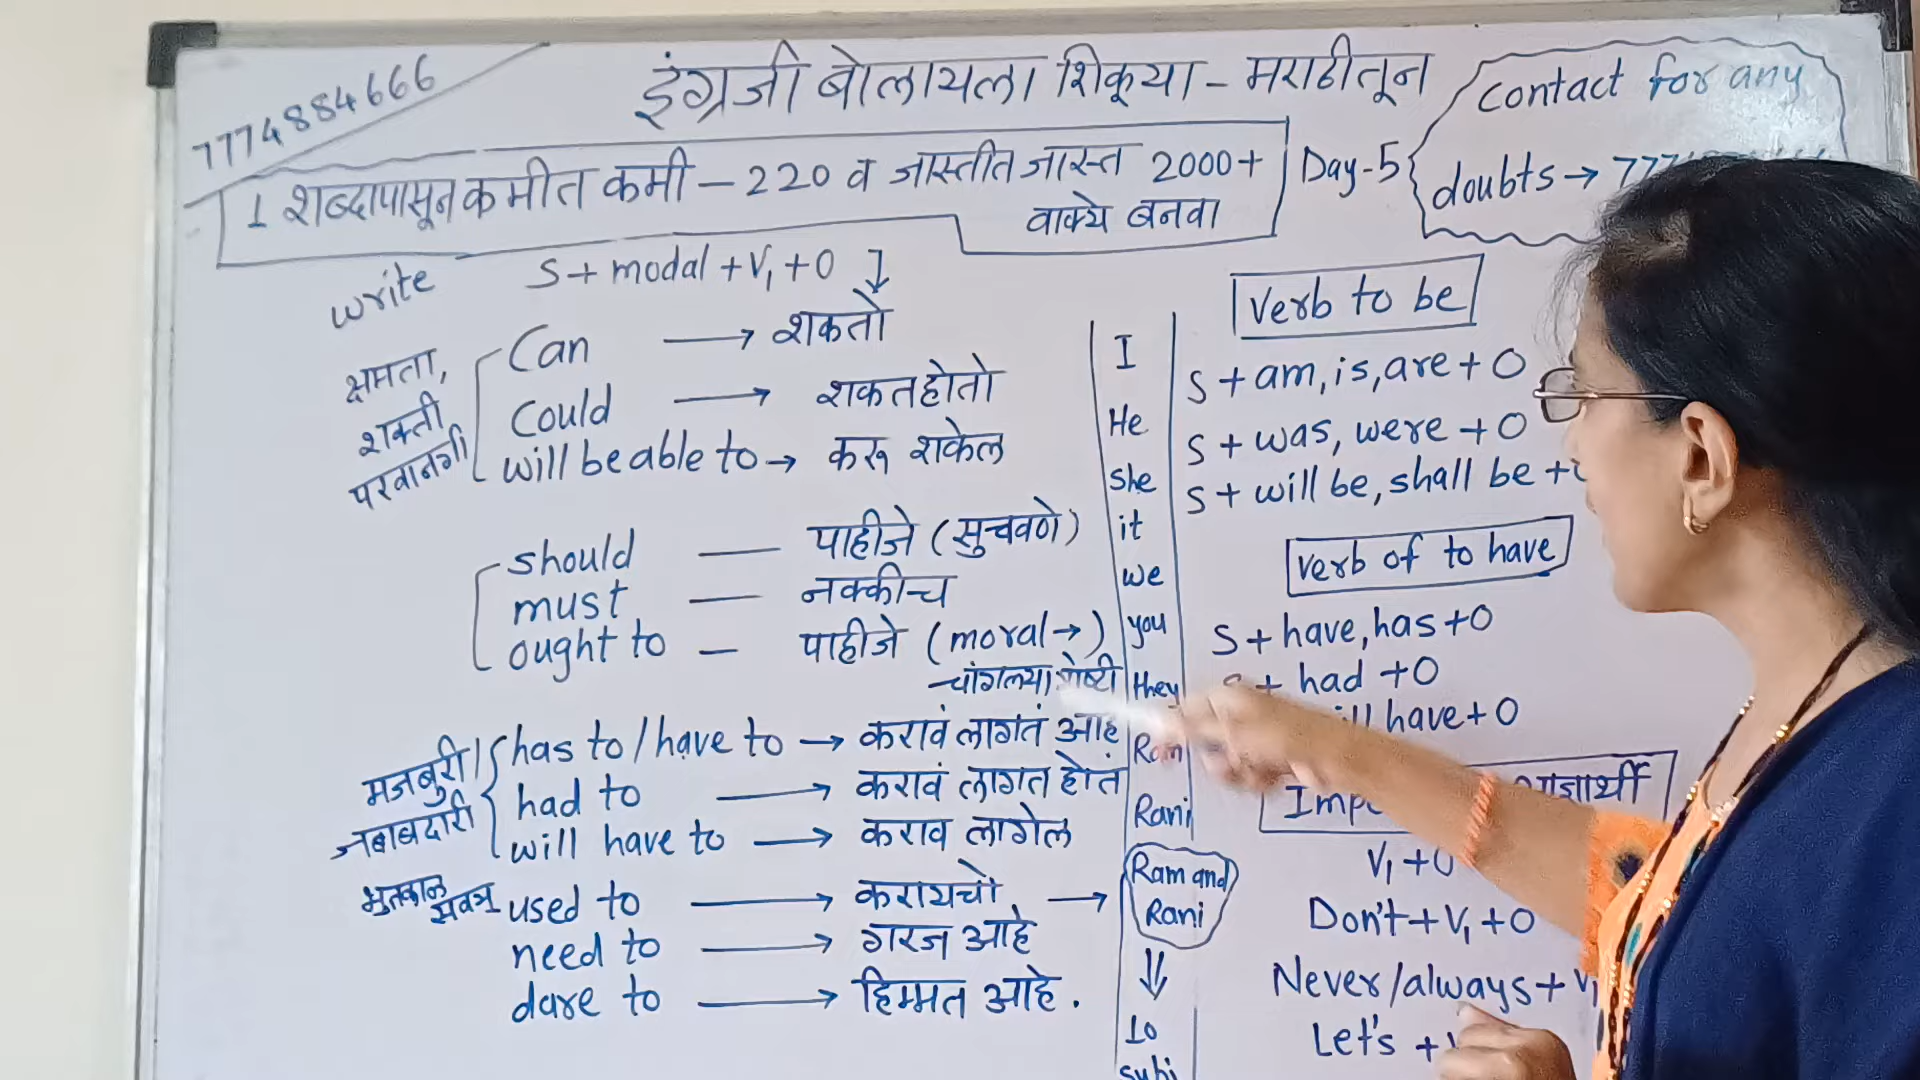 7774884666
इंग्रजी बोलायला शिकूया - मराठीतून
contact for any
doubts →
1 शब्दापासून कमीत कमी - 220 व जास्तीत जास्त 2000+
वाक्ये बनवा
Day-5
write
S + modal + V₁ + O
क्षमता,
शक्ती
परवानगी
Can → शकतो
Could → शकत होतो
will be able to → करू शकेल
should — पाहीजे (सुचवणे)
must — नक्कीच
ought to — पाहीजे (moral →)
चांगल्या
मजबुरी/
जबाबदारी
has to/have to → करावं लागतं आहे
had to → करावं लागत होतं
will have to → कराव लागेल
भुतकाळ
used to → करायचो →
need to → गरज आहे
dare to → हिम्मत आहे.
I
He
she
it
we
you
they
Ram
Rani
Ram and
Rani
10
subj
Verb to be
S + am, is, are + O
S + was, were + O
S + will be, shall be +
Verb of to have
S + have, has + O
+ had + O
have + O
V₁ + O
Don't + V₁ + O
Never/always + V₁
Let's +